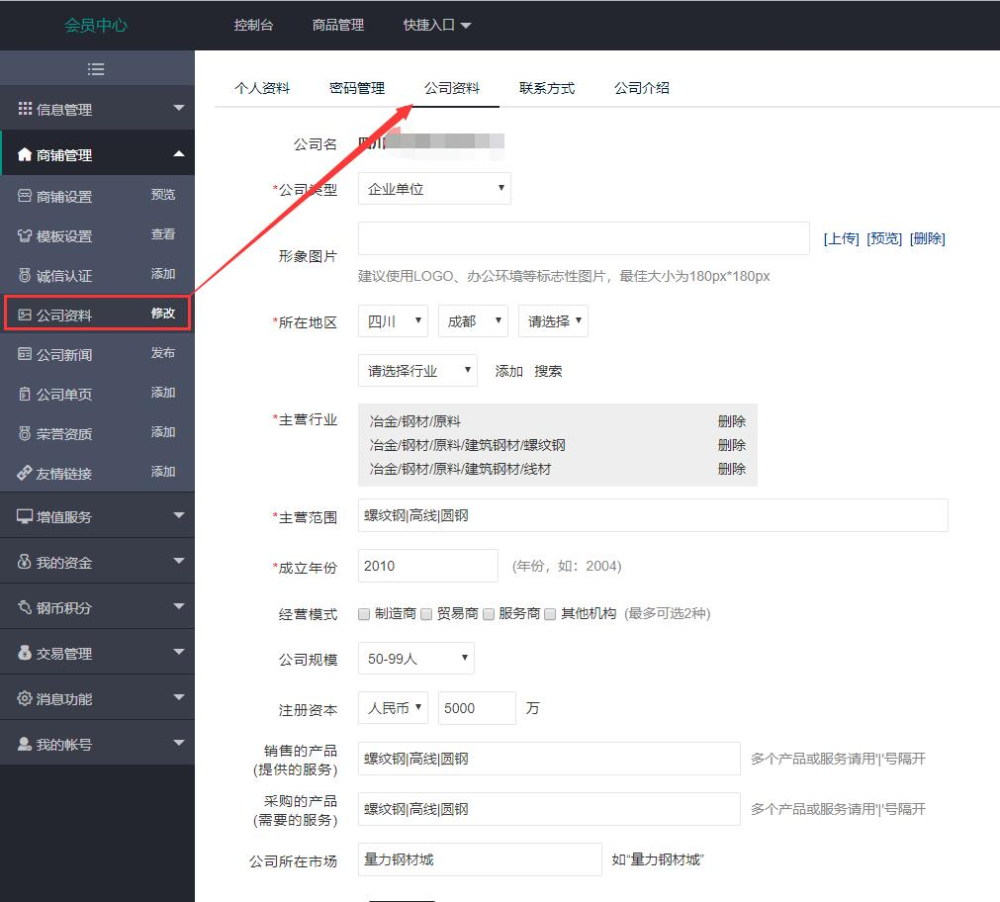 会员中心 控制台 商品管理 快捷入口
个人资料 密码管理 公司资料 联系方式 公司介绍
信息管理
商铺管理
商铺设置 预览
模板设置 查看
诚信认证 添加
公司资料 修改
公司新闻 发布
公司单页 添加
荣誉资质 添加
友情链接 添加
增值服务
我的资金
钢币积分
交易管理
消息功能
我的帐号
公司名 四川
*公司类型 企业单位
形象图片 [上传] [预览] [删除]
建议使用LOGO、办公环境等标志性图片，最佳大小为180px*180px
*所在地区 四川 成都 请选择
请选择行业 添加 搜索
*主营行业 冶金/钢材/原料 删除
冶金/钢材/原料/建筑钢材/螺纹钢 删除
冶金/钢材/原料/建筑钢材/线材 删除
*主营范围 螺纹钢|高线|圆钢
*成立年份 2010 (年份，如：2004)
经营模式 制造商 贸易商 服务商 其他机构 (最多可选2种)
公司规模 50-99人
注册资本 人民币 5000 万
销售的产品
(提供的服务) 螺纹钢|高线|圆钢 多个产品或服务请用'|'号隔开
采购的产品
(需要的服务) 螺纹钢|高线|圆钢 多个产品或服务请用'|'号隔开
公司所在市场 量力钢材城 如“量力钢材城”